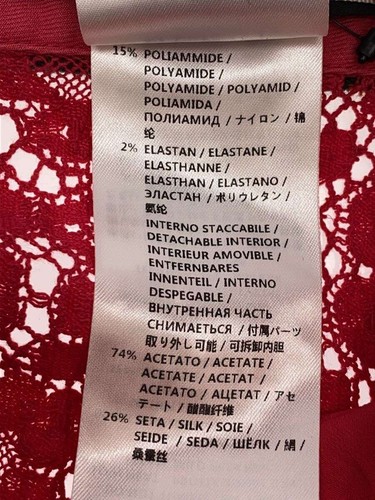 15% POLIAMMIDE /
POLYAMIDE /
POLYAMIDE / POLYAMID /
POLIAMIDA /
ПОЛИАМИД / ナイロン / 锦
纶
2% ELASTAN / ELASTANE /
ELASTHANNE /
ELASTHAN / ELASTANO /
ЭЛАСТАН / ポリウレタン /
氨纶
INTERNO STACCABILE /
DETACHABLE INTERIOR /
INTERIEUR AMOVIBLE /
ENTFERNBARES
INNENTEIL / INTERNO
DESPEGABLE /
ВНУТРЕННАЯ ЧАСТЬ
СНИМАЕТЬСЯ / 付属パーツ
取り外し可能 / 可拆卸内胆
74% ACETATO / ACETATE /
ACETATE / ACETAT /
ACETATO / АЦЕТАТ / アセ
テート / 醋酯纤维
26% SETA / SILK / SOIE /
SEIDE / SEDA / ШЁЛК / 絹 /
桑蚕丝